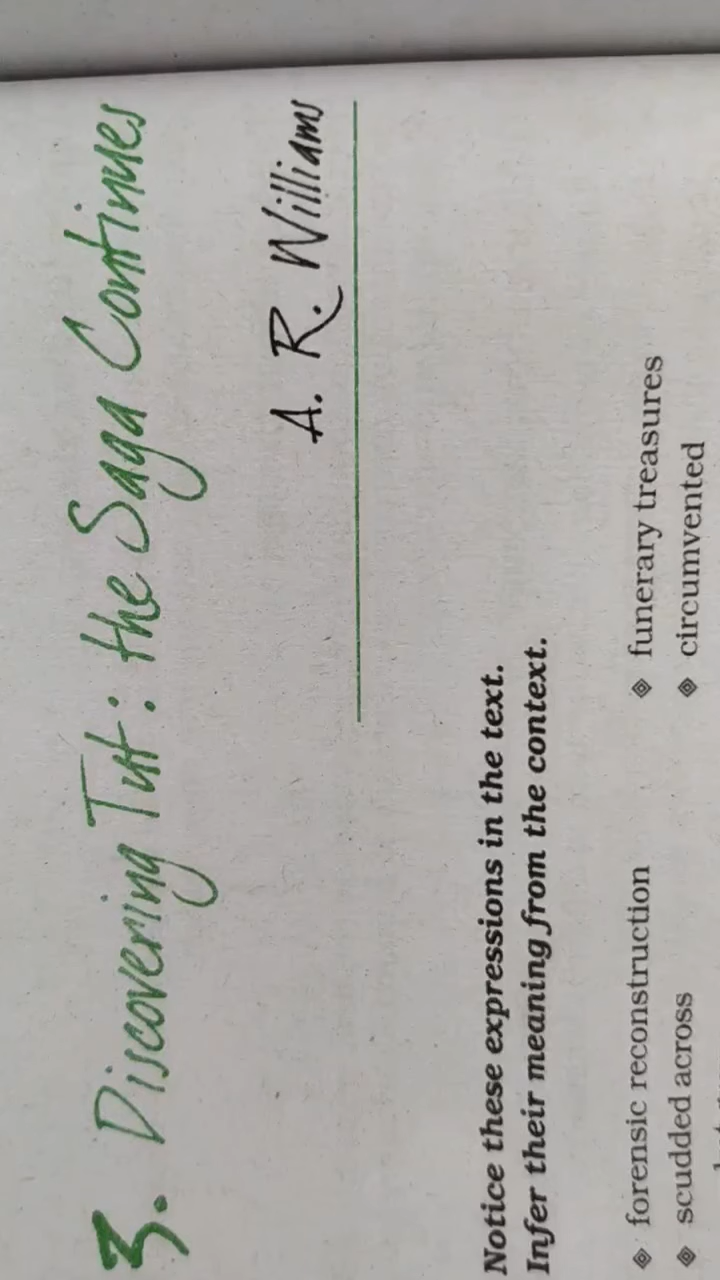 3. Discovering Tut : the Saga Continues
A. R. Williams
Notice these expressions in the text.
Infer their meaning from the context.
◈ forensic reconstruction ◈ funerary treasures
◈ scudded across ◈ circumvented